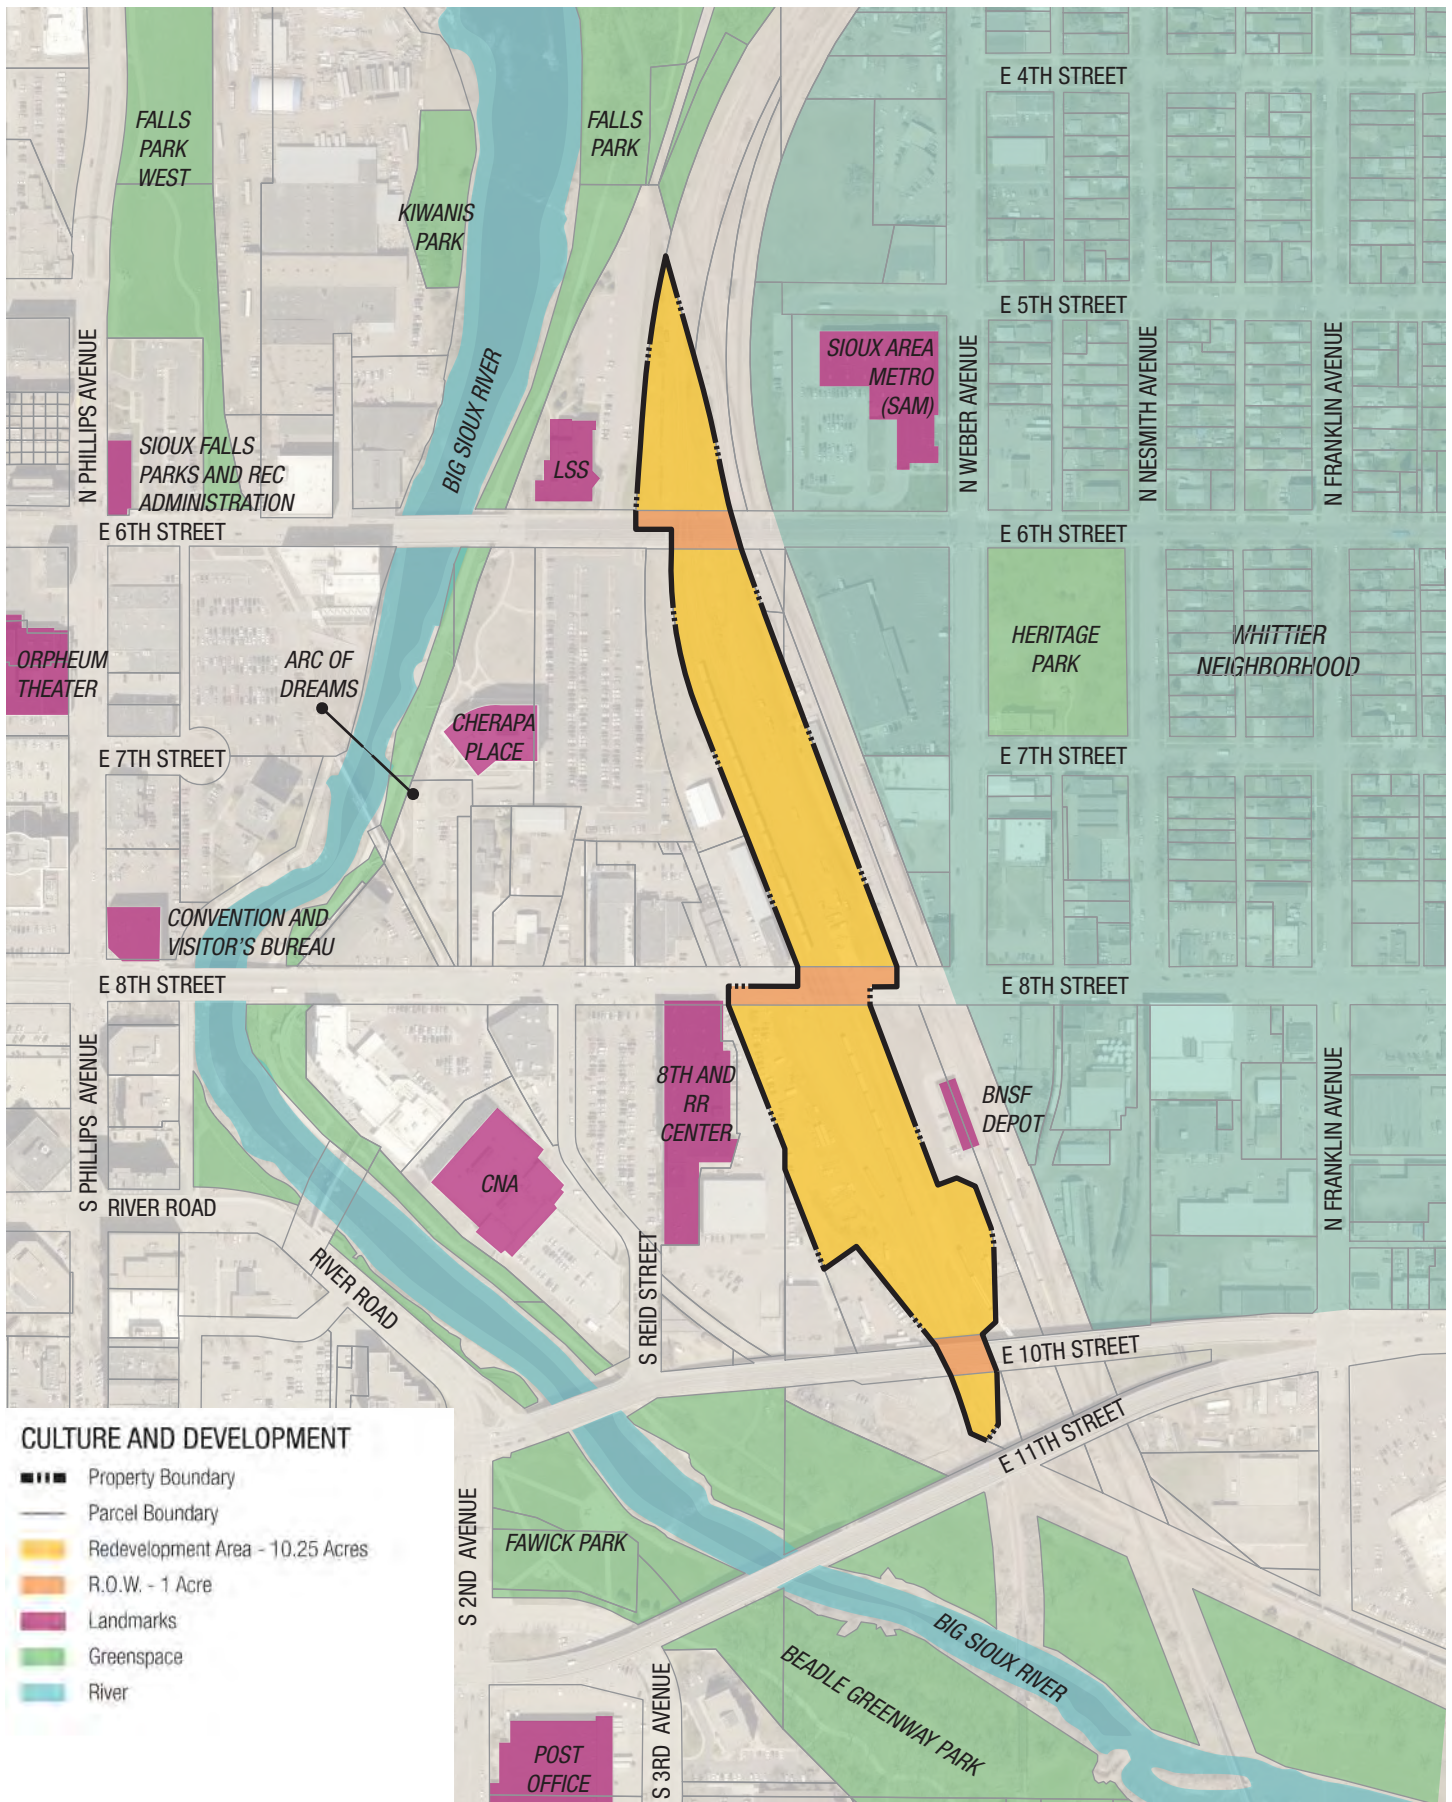 E 4TH STREET
FALLS
PARK
WEST
FALLS
PARK
KIWANIS
PARK
E 5TH STREET
N PHILLIPS AVENUE
BIG SIOUX RIVER
SIOUX AREA
METRO
(SAM)
N WEBER AVENUE
N NESMITH AVENUE
N FRANKLIN AVENUE
SIOUX FALLS
PARKS AND REC
ADMINISTRATION
LSS
E 6TH STREET
E 6TH STREET
ORPHEUM
THEATER
ARC OF
DREAMS
HERITAGE
PARK
WHITTIER
NEIGHBORHOOD
CHERAPA
PLACE
E 7TH STREET
E 7TH STREET
CONVENTION AND
VISITOR'S BUREAU
E 8TH STREET
E 8TH STREET
S PHILLIPS AVENUE
8TH AND
RR
CENTER
BNSF
DEPOT
N FRANKLIN AVENUE
CNA
RIVER ROAD
RIVER ROAD
S REID STREET
E 10TH STREET
E 11TH STREET
CULTURE AND DEVELOPMENT
Property Boundary
Parcel Boundary
Redevelopment Area - 10.25 Acres
R.O.W. - 1 Acre
Landmarks
Greenspace
River
S 2ND AVENUE
FAWICK PARK
BIG SIOUX RIVER
BEADLE GREENWAY PARK
S 3RD AVENUE
POST
OFFICE